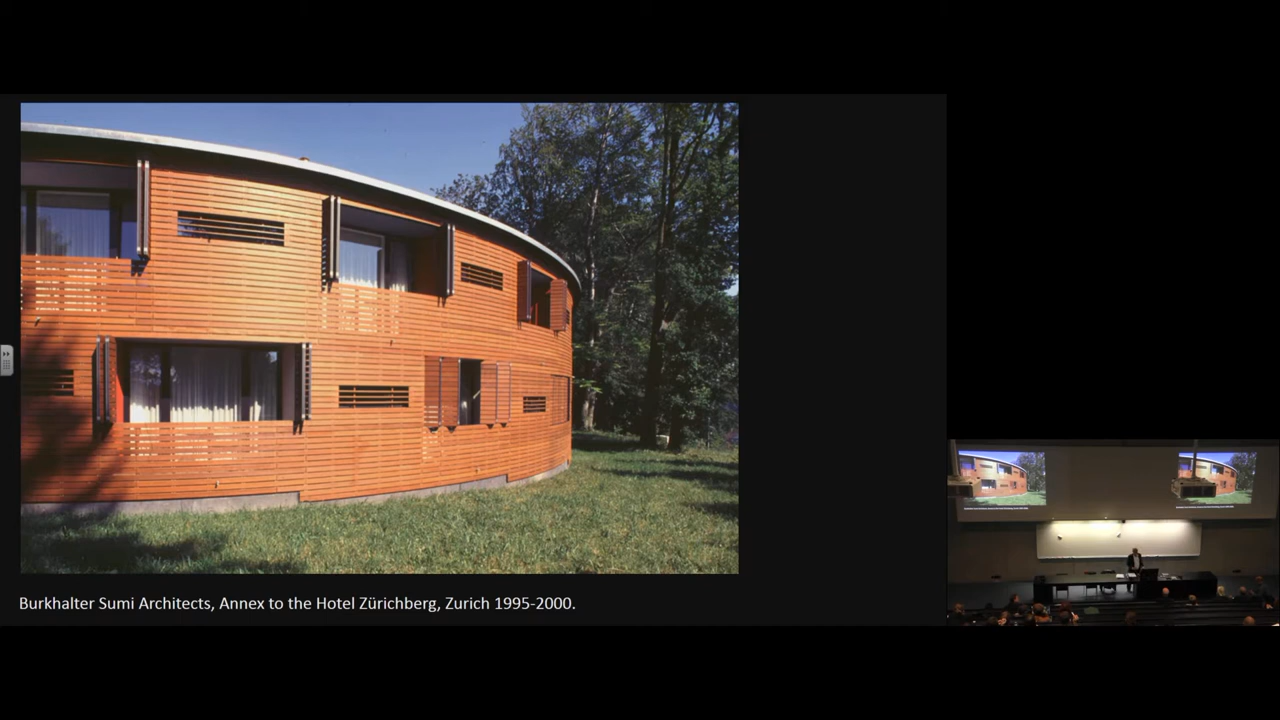 Burkhalter Sumi Architects, Annex to the Hotel Zürichberg, Zurich 1995-2000.